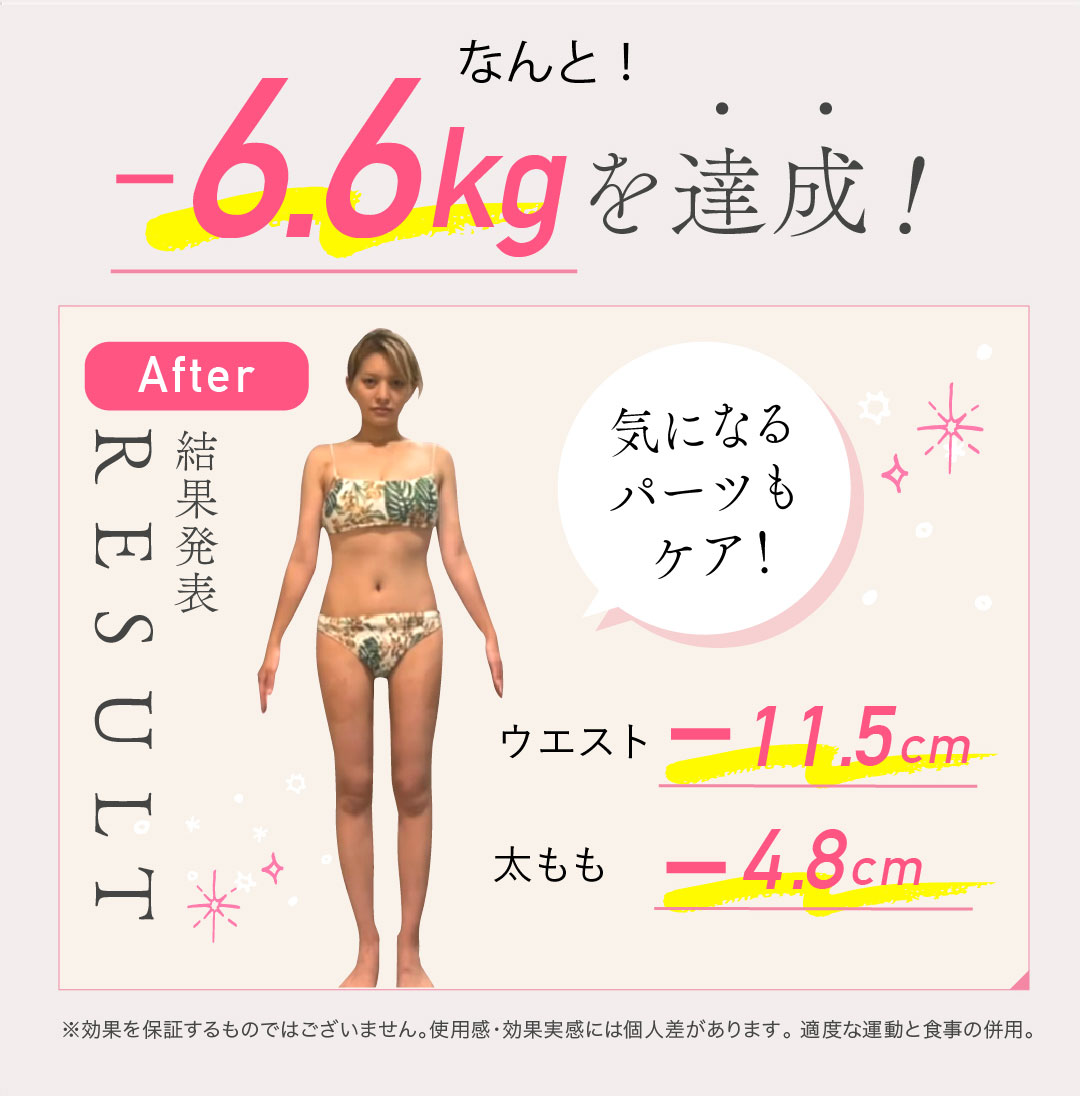 なんと！
-6.6kgを達成！
After
RESULT
結果発表
気になる
パーツも
ケア！
ウエスト -11.5cm
太もも -4.8cm
※効果を保証するものではございません。使用感・効果実感には個人差があります。適度な運動と食事の併用。